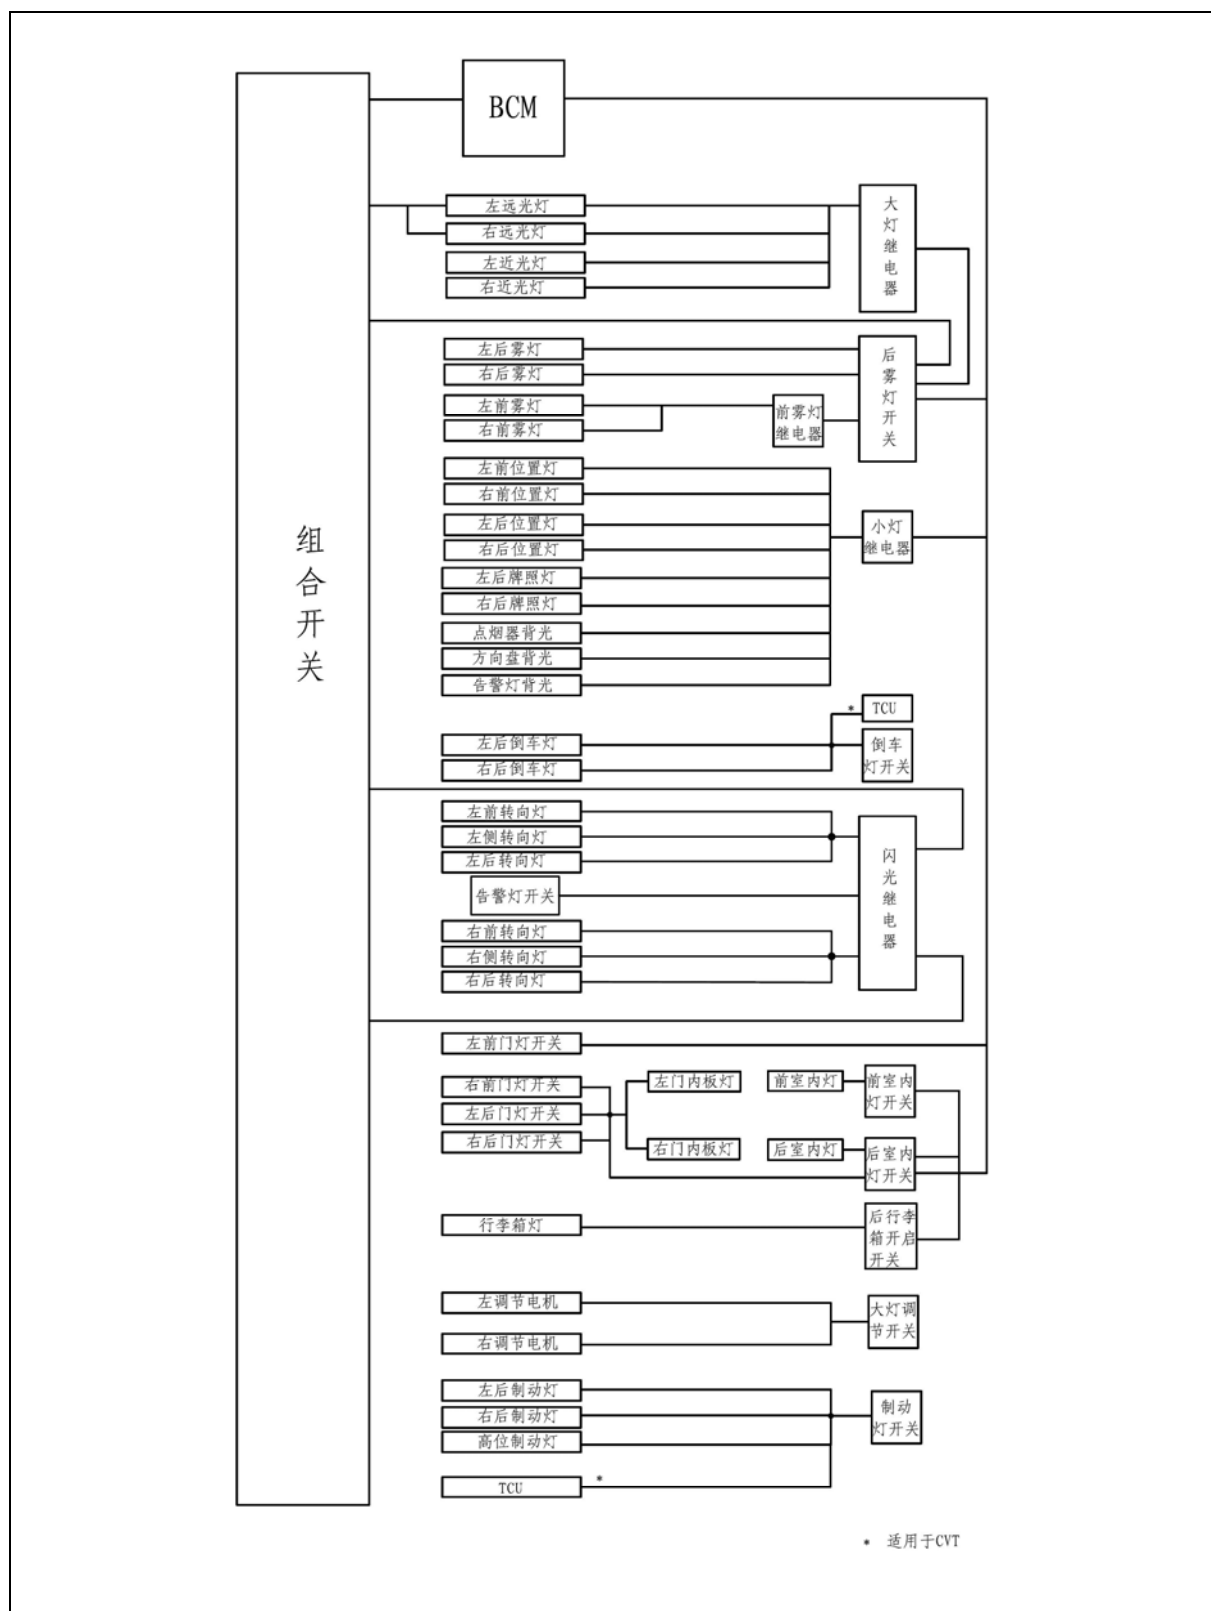 BCM
左远光灯
右远光灯
左近光灯
右近光灯
大
灯
继
电
器
左后雾灯
右后雾灯
左前雾灯
右前雾灯
前雾灯
继电器
后
雾
灯
开
关
左前位置灯
右前位置灯
左后位置灯
右后位置灯
左后牌照灯
右后牌照灯
点烟器背光
方向盘背光
告警灯背光
小灯
继电器
组
合
开
关
* TCU
左后倒车灯
右后倒车灯
倒车
灯开关
左前转向灯
左侧转向灯
左后转向灯
告警灯开关
右前转向灯
右侧转向灯
右后转向灯
闪
光
继
电
器
左前门灯开关
右前门灯开关
左后门灯开关
右后门灯开关
左门内板灯
右门内板灯
前室内灯
前室内
灯开关
后室内灯
后室内
灯开关
行李箱灯
后行李
箱开启
开关
左调节电机
右调节电机
大灯调
节开关
左后制动灯
右后制动灯
高位制动灯
制动
灯开关
TCU *
* 适用于CVT